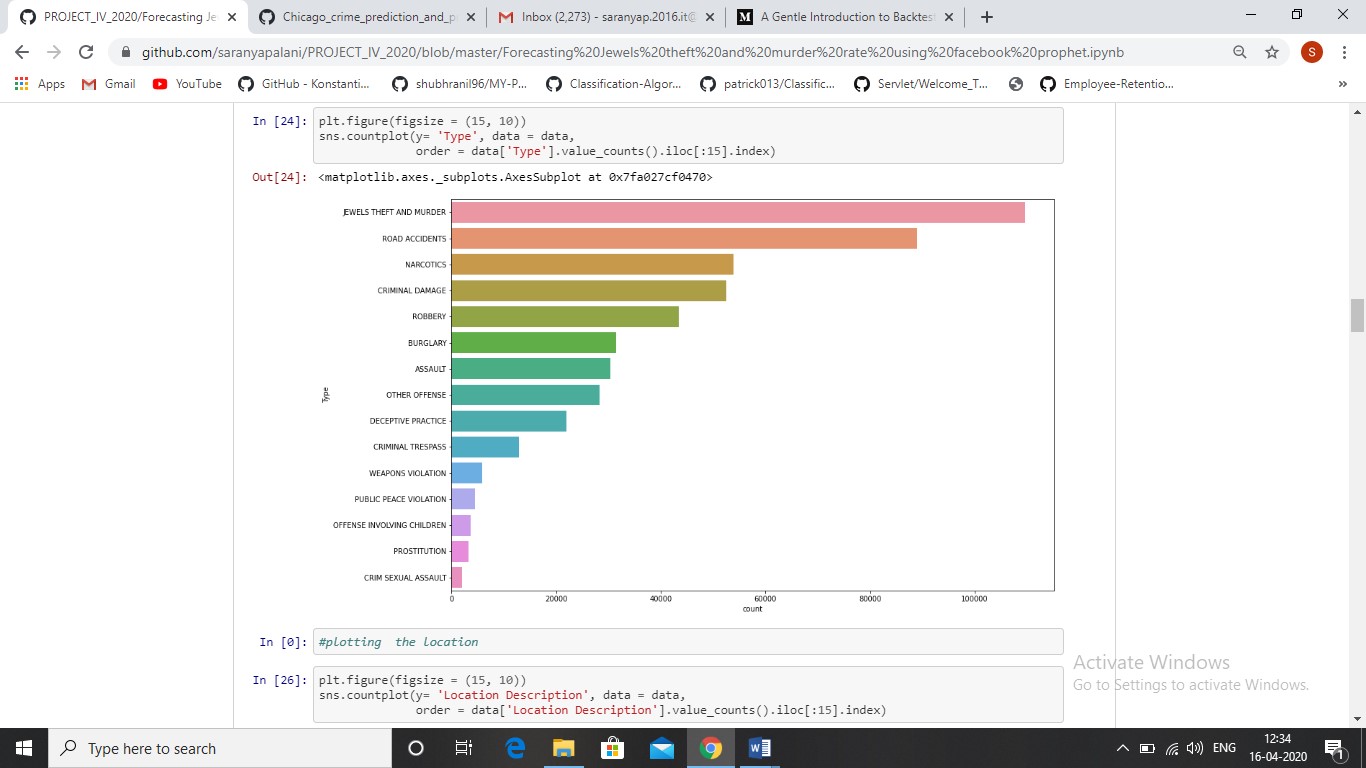 PROJECT_IV_2020/Forecasting Je
Chicago_crime_prediction_and_p
Inbox (2,273) - saranyap.2016.it@
A Gentle Introduction to Backtest
github.com/saranyapalani/PROJECT_IV_2020/blob/master/Forecasting%20Jewels%20theft%20and%20murder%20rate%20using%20facebook%20prophet.ipynb
S
Apps
Gmail
YouTube
GitHub - Konstanti...
shubhranil96/MY-P...
Classification-Algor...
patrick013/Classific...
Servlet/Welcome_T...
Employee-Retentio...
»
In [24]:
plt.figure(figsize = (15, 10))
sns.countplot(y= 'Type', data = data,
order = data['Type'].value_counts().iloc[:15].index)
Out[24]: <matplotlib.axes._subplots.AxesSubplot at 0x7fa027cf0470>
JEWELS THEFT AND MURDER
ROAD ACCIDENTS
NARCOTICS
CRIMINAL DAMAGE
ROBBERY
BURGLARY
ASSAULT
OTHER OFFENSE
DECEPTIVE PRACTICE
CRIMINAL TRESPASS
WEAPONS VIOLATION
PUBLIC PEACE VIOLATION
OFFENSE INVOLVING CHILDREN
PROSTITUTION
CRIM SEXUAL ASSAULT
Type
0 20000 40000 60000 80000 100000
count
In [0]: #plotting  the location
In [26]:
plt.figure(figsize = (15, 10))
sns.countplot(y= 'Location Description', data = data,
order = data['Location Description'].value_counts().iloc[:15].index)
Activate Windows
Go to Settings to activate Windows.
Type here to search
ENG
12:34
16-04-2020
1